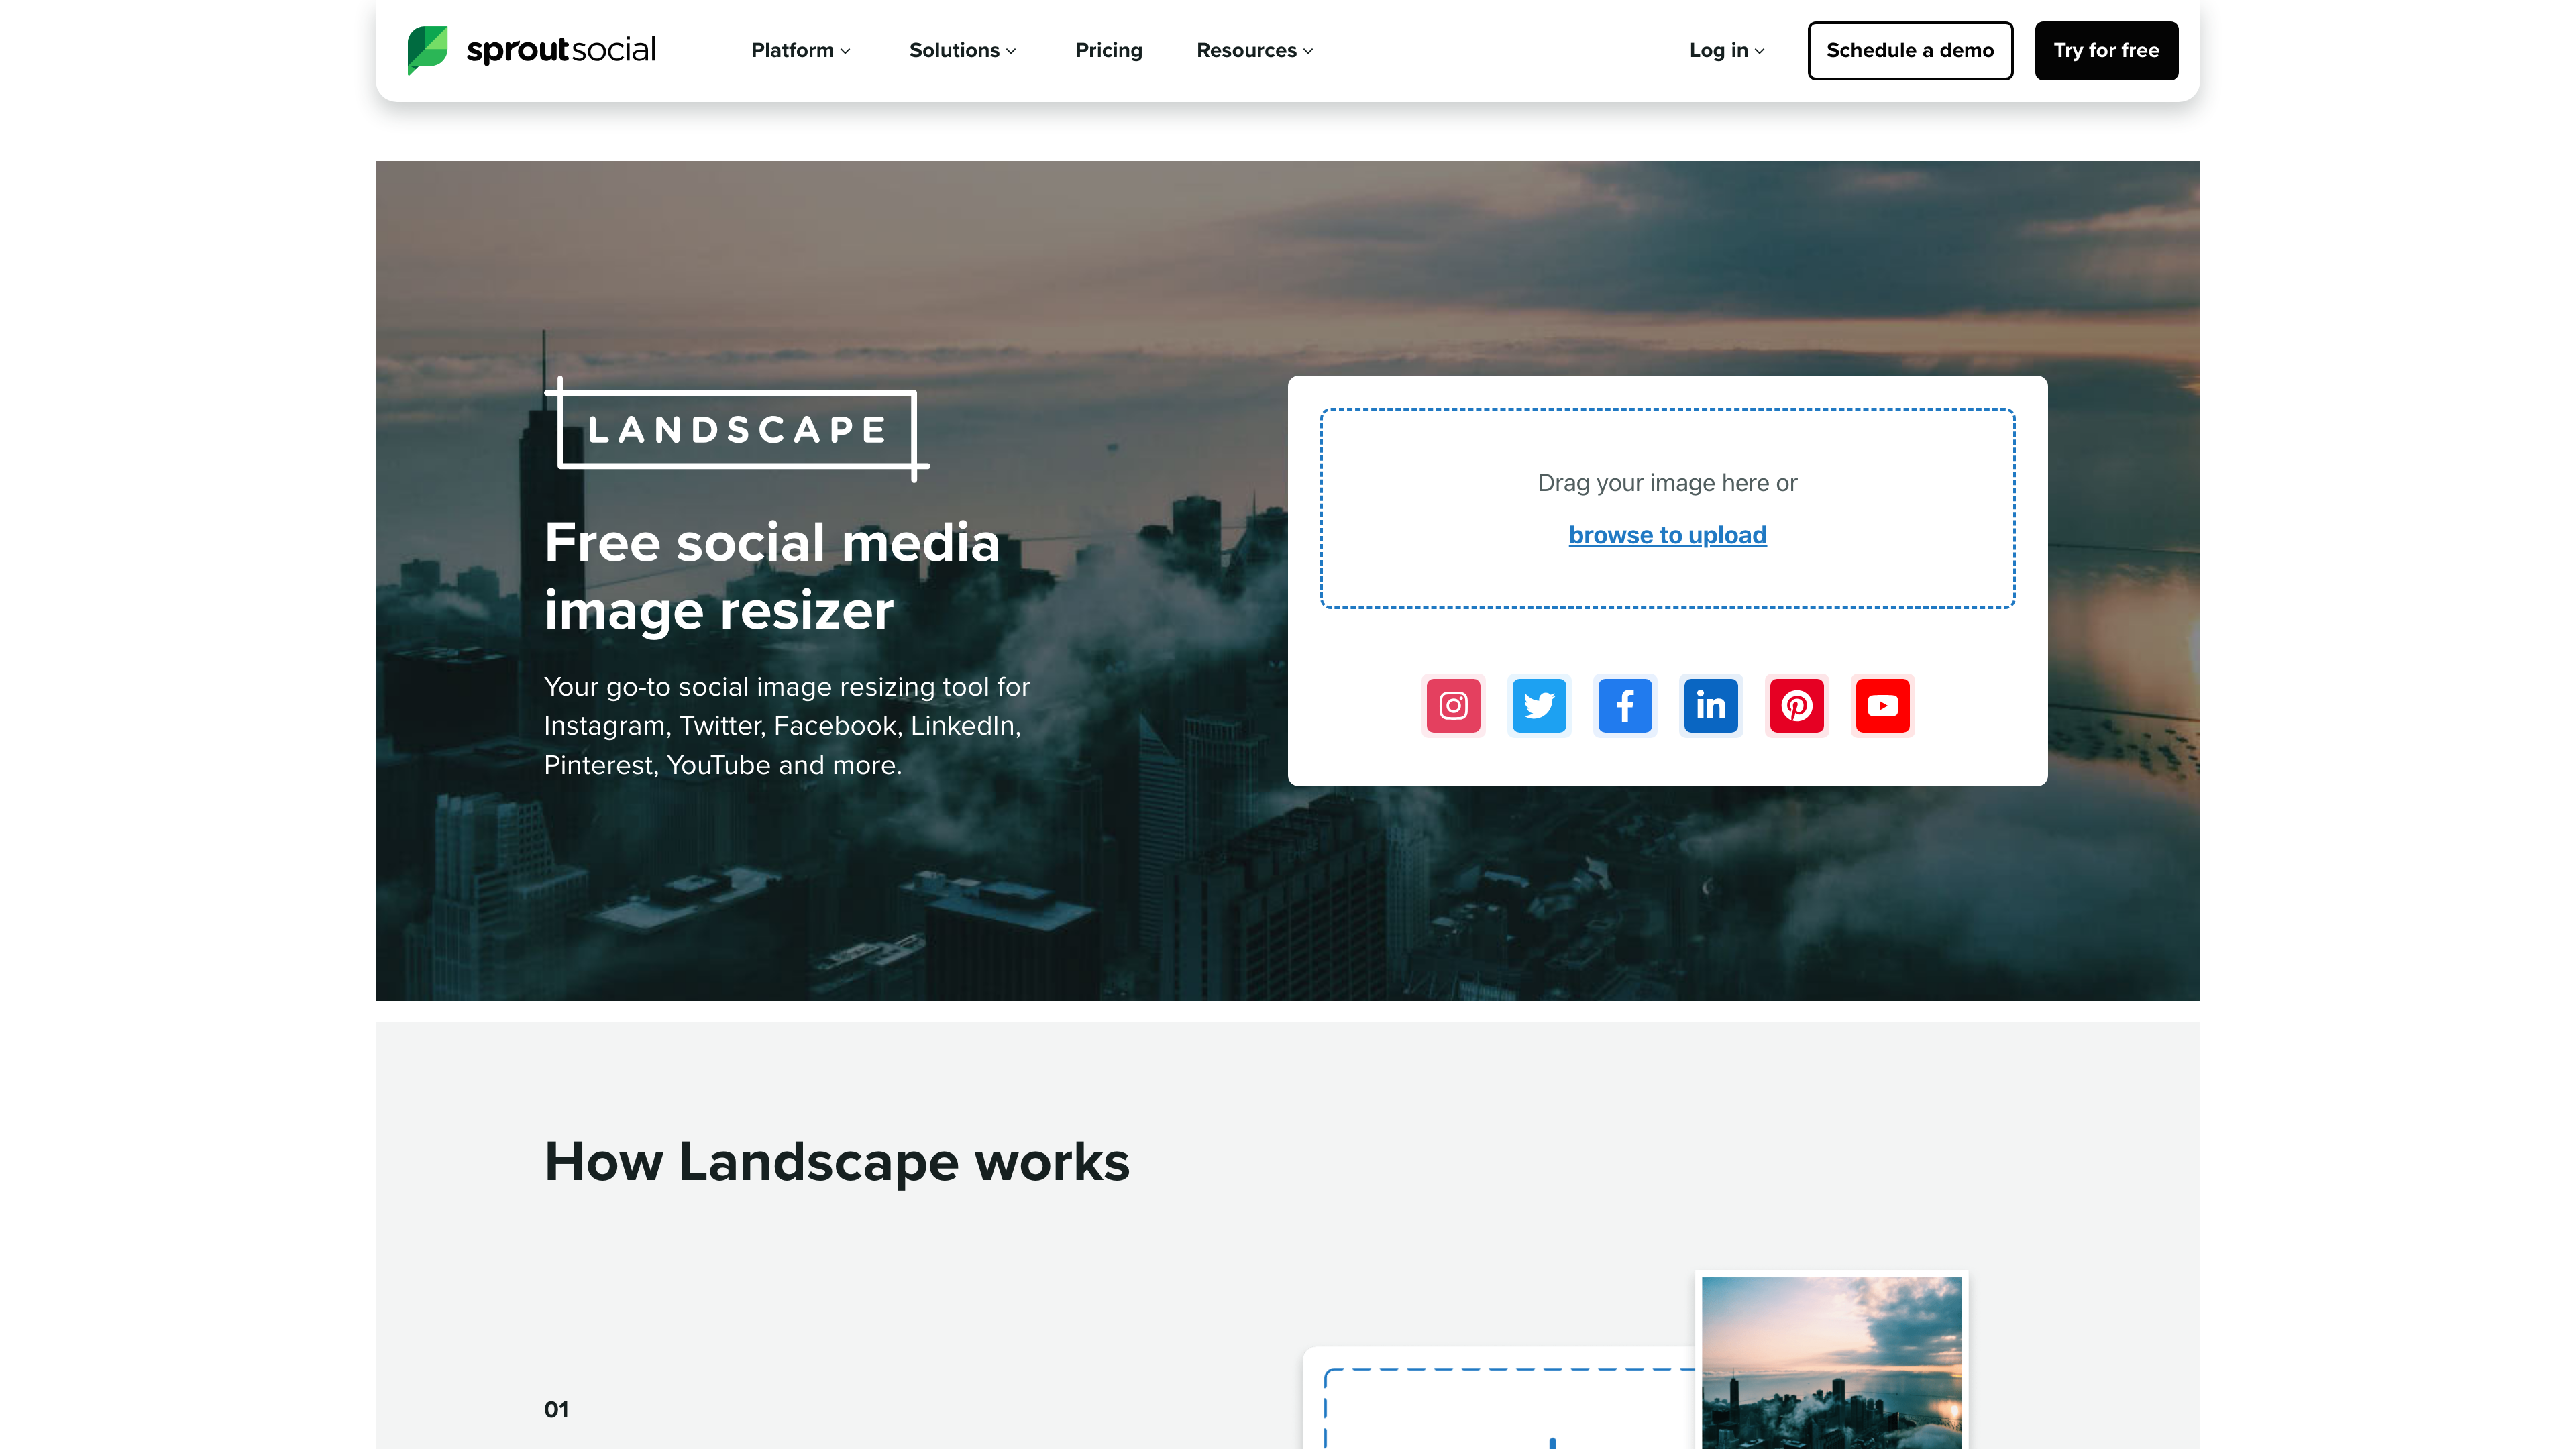 sproutsocial
Platform
Solutions
Pricing
Resources
Log in
Schedule a demo
Try for free
LANDSCAPE
Free social media
image resizer
Your go-to social image resizing tool for
Instagram, Twitter, Facebook, LinkedIn,
Pinterest, YouTube and more.
Drag your image here or
browse to upload
How Landscape works
01